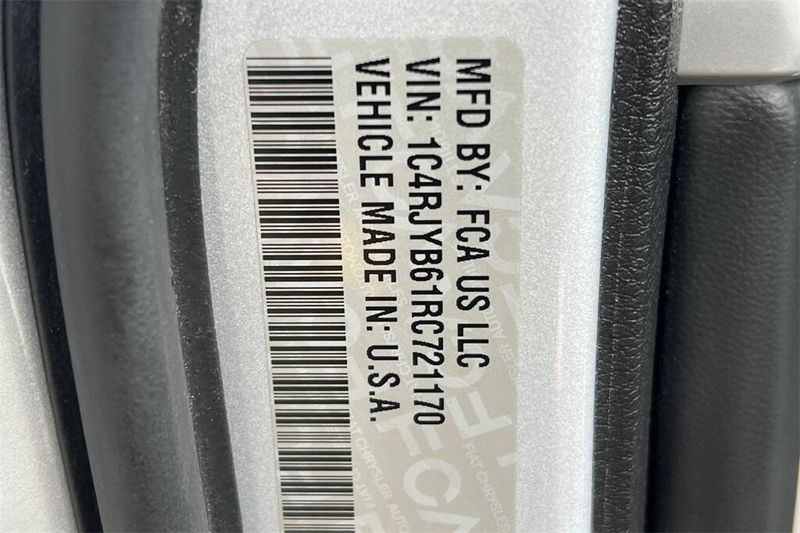 MFD BY: FCA US LLC
VIN: 1C4RJYB61RC721170
VEHICLE MADE IN: U.S.A.